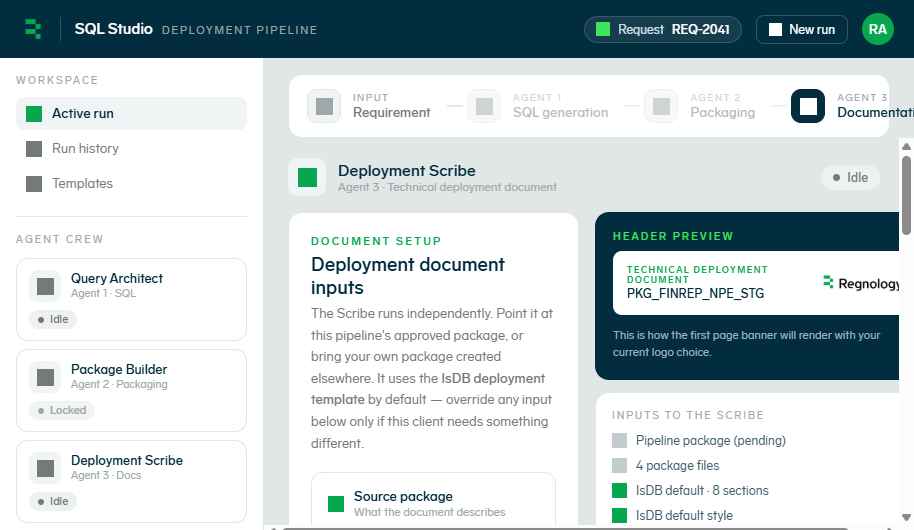 SQL Studio DEPLOYMENT PIPELINE
Request REQ-2041
New run
RA
WORKSPACE
Active run
Run history
Templates
AGENT CREW
Query Architect
Agent 1 · SQL
Idle
Package Builder
Agent 2 · Packaging
Locked
Deployment Scribe
Agent 3 · Docs
Idle
INPUT
Requirement
AGENT 1
SQL generation
AGENT 2
Packaging
AGENT 3
Documentati
Deployment Scribe
Agent 3 · Technical deployment document
Idle
DOCUMENT SETUP
Deployment document
inputs
The Scribe runs independently. Point it at
this pipeline's approved package, or
bring your own package created
elsewhere. It uses the IsDB deployment
template by default — override any input
below only if this client needs something
different.
Source package
What the document describes
HEADER PREVIEW
TECHNICAL DEPLOYMENT
DOCUMENT
PKG_FINREP_NPE_STG
Regnology
This is how the first page banner will render with your
current logo choice.
INPUTS TO THE SCRIBE
Pipeline package (pending)
4 package files
IsDB default · 8 sections
IsDB default style